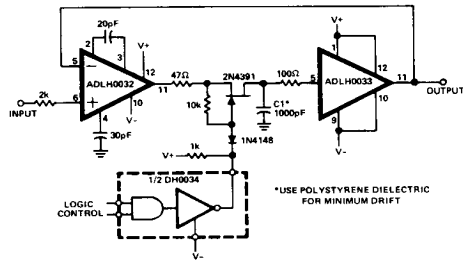 20pF
2
3
V+
12
5
−
ADLH0032
11
47Ω
2N4391
100Ω
5
V+
1
12
ADLH0033
11
OUTPUT
2k
6
+
INPUT
10
V−
4
30pF
10k
C1*
1000pF
9
10
V−
1N4148
1k
V+
1/2 DH0034
LOGIC
CONTROL
V−
*USE POLYSTYRENE DIELECTRIC
FOR MINIMUM DRIFT